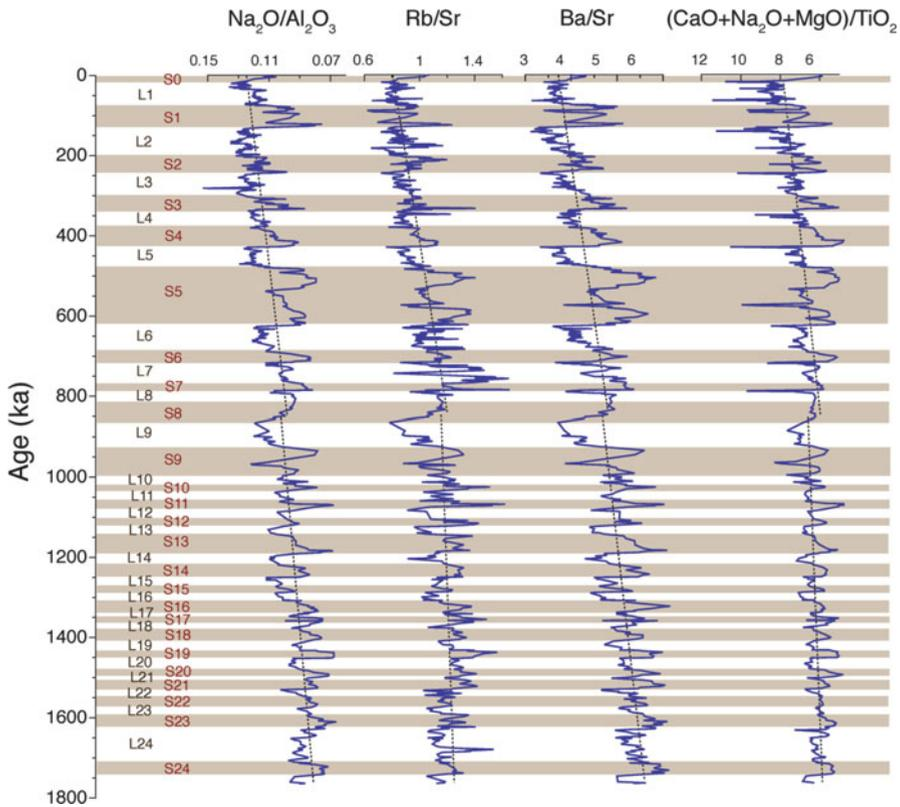 Na₂O/Al₂O₃ Rb/Sr Ba/Sr (CaO+Na₂O+MgO)/TiO₂
0.15 0.11 0.07 0.6 1 1.4 3 4 5 6 12 10 8 6
Age (ka)
0
200
400
600
800
1000
1200
1400
1600
1800
S0
L1
S1
L2
S2
L3
S3
L4
S4
L5
S5
L6
S6
L7
S7
L8
S8
L9
S9
L10
S10
L11
S11
L12
S12
L13
S13
L14
S14
L15
S15
L16
S16
L17
S17
L18
S18
L19
S19
L20
S20
L21
S21
L22
S22
L23
S23
L24
S24